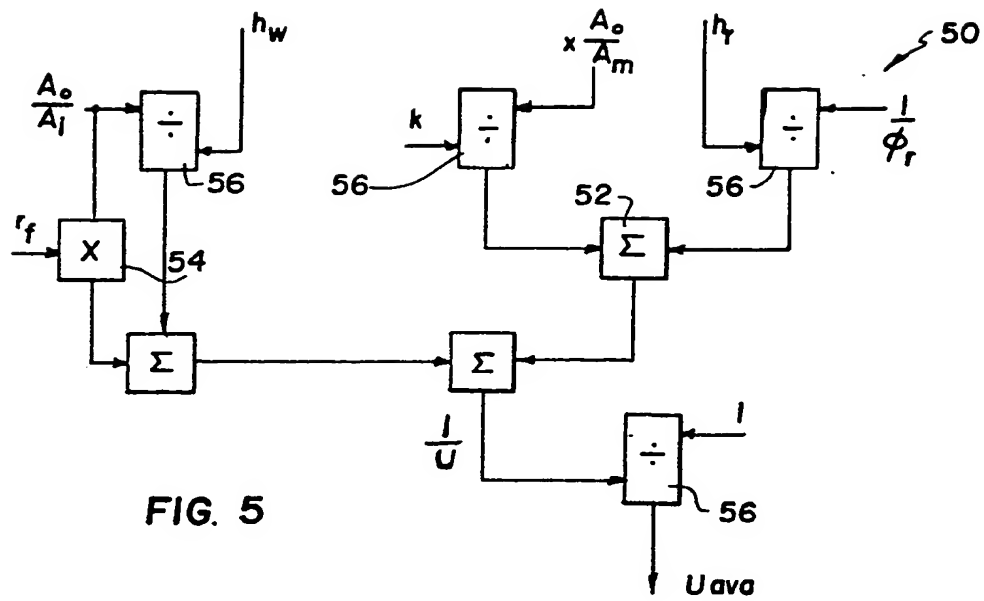 h_w
x A_o/A_m
h_r
50
A_o/A_i
÷
56
k
÷
56
÷
56
1/ϕ_r
52
Σ
r_f
X
54
Σ
Σ
1/U
÷
1
56
FIG. 5
U ava